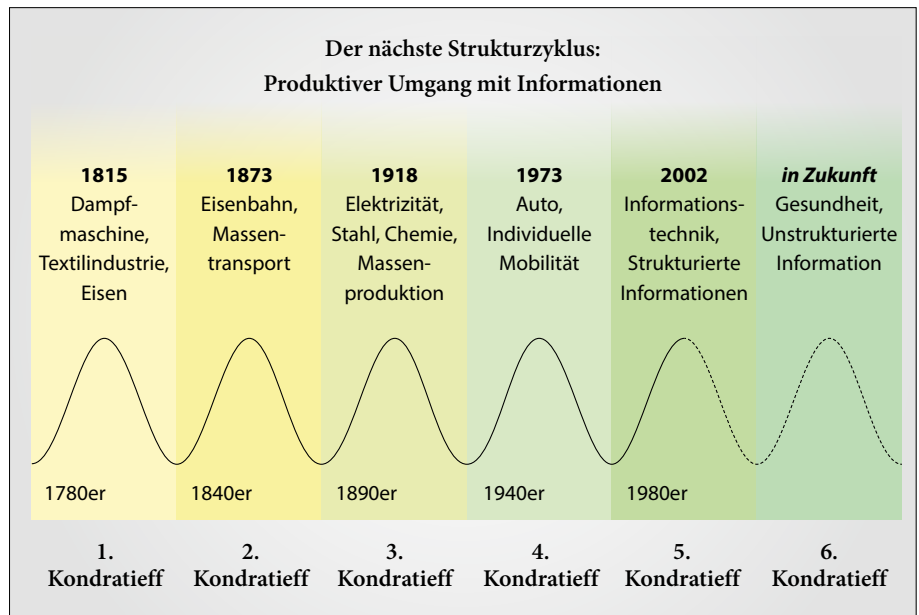 Der nächste Strukturzyklus:
Produktiver Umgang mit Informationen
1815
Dampf-
maschine,
Textilindustrie,
Eisen
1873
Eisenbahn,
Massen-
transport
1918
Elektrizität,
Stahl, Chemie,
Massen-
produktion
1973
Auto,
Individuelle
Mobilität
2002
Informations-
technik,
Strukturierte
Informationen
in Zukunft
Gesundheit,
Unstrukturierte
Information
1780er
1840er
1890er
1940er
1980er
1.
Kondratieff
2.
Kondratieff
3.
Kondratieff
4.
Kondratieff
5.
Kondratieff
6.
Kondratieff